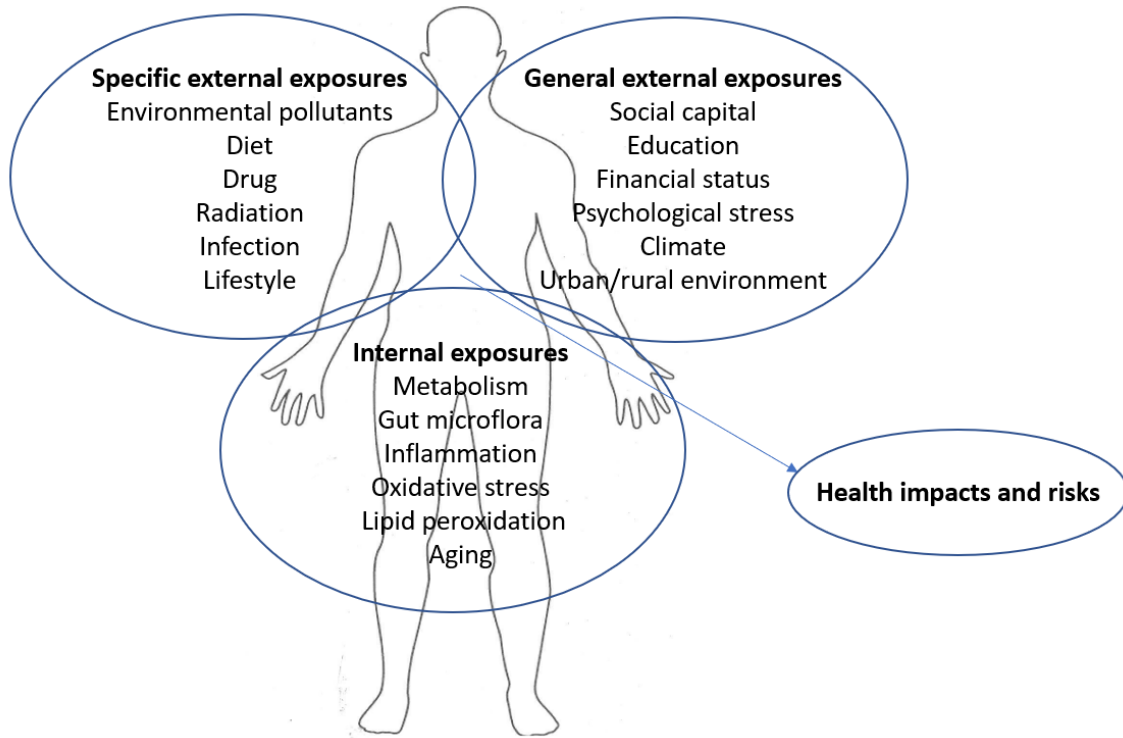 Specific external exposures
Environmental pollutants
Diet
Drug
Radiation
Infection
Lifestyle
General external exposures
Social capital
Education
Financial status
Psychological stress
Climate
Urban/rural environment
Internal exposures
Metabolism
Gut microflora
Inflammation
Oxidative stress
Lipid peroxidation
Aging
Health impacts and risks